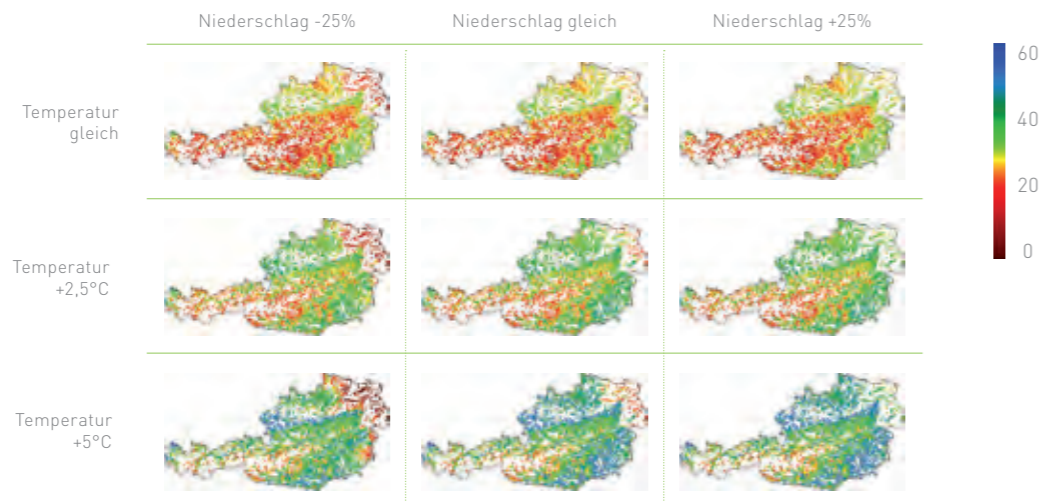 Niederschlag -25%
Niederschlag gleich
Niederschlag +25%
60
40
20
0
Temperatur
gleich
Temperatur
+2,5°C
Temperatur
+5°C